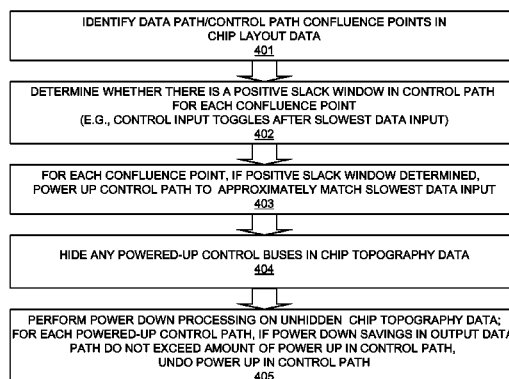 IDENTIFY DATA PATH/CONTROL PATH CONFLUENCE POINTS IN
CHIP LAYOUT DATA
401
DETERMINE WHETHER THERE IS A POSITIVE SLACK WINDOW IN CONTROL PATH
FOR EACH CONFLUENCE POINT
(E.G., CONTROL INPUT TOGGLES AFTER SLOWEST DATA INPUT)
402
FOR EACH CONFLUENCE POINT, IF POSITIVE SLACK WINDOW DETERMINED,
POWER UP CONTROL PATH TO APPROXIMATELY MATCH SLOWEST DATA INPUT
403
HIDE ANY POWERED-UP CONTROL BUSES IN CHIP TOPOGRAPHY DATA
404
PERFORM POWER DOWN PROCESSING ON UNHIDDEN CHIP TOPOGRAPHY DATA;
FOR EACH POWERED-UP CONTROL PATH, IF POWER DOWN SAVINGS IN OUTPUT DATA
PATH DO NOT EXCEED AMOUNT OF POWER UP IN CONTROL PATH,
UNDO POWER UP IN CONTROL PATH
405